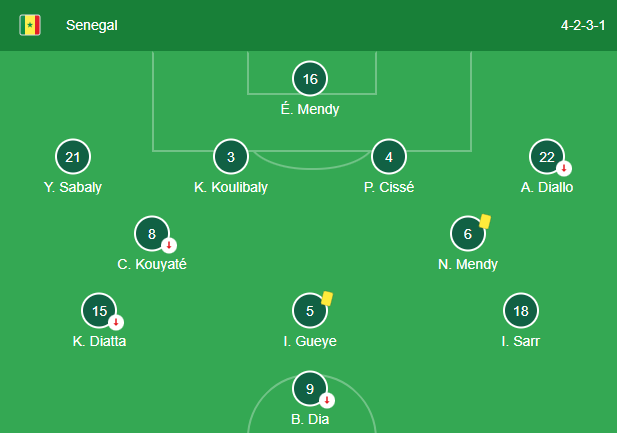 Senegal 4-2-3-1
16
É. Mendy
21 3 4 22
Y. Sabaly K. Koulibaly P. Cissé A. Diallo
8 6
C. Kouyaté N. Mendy
15 5 18
K. Diatta I. Gueye I. Sarr
9
B. Dia